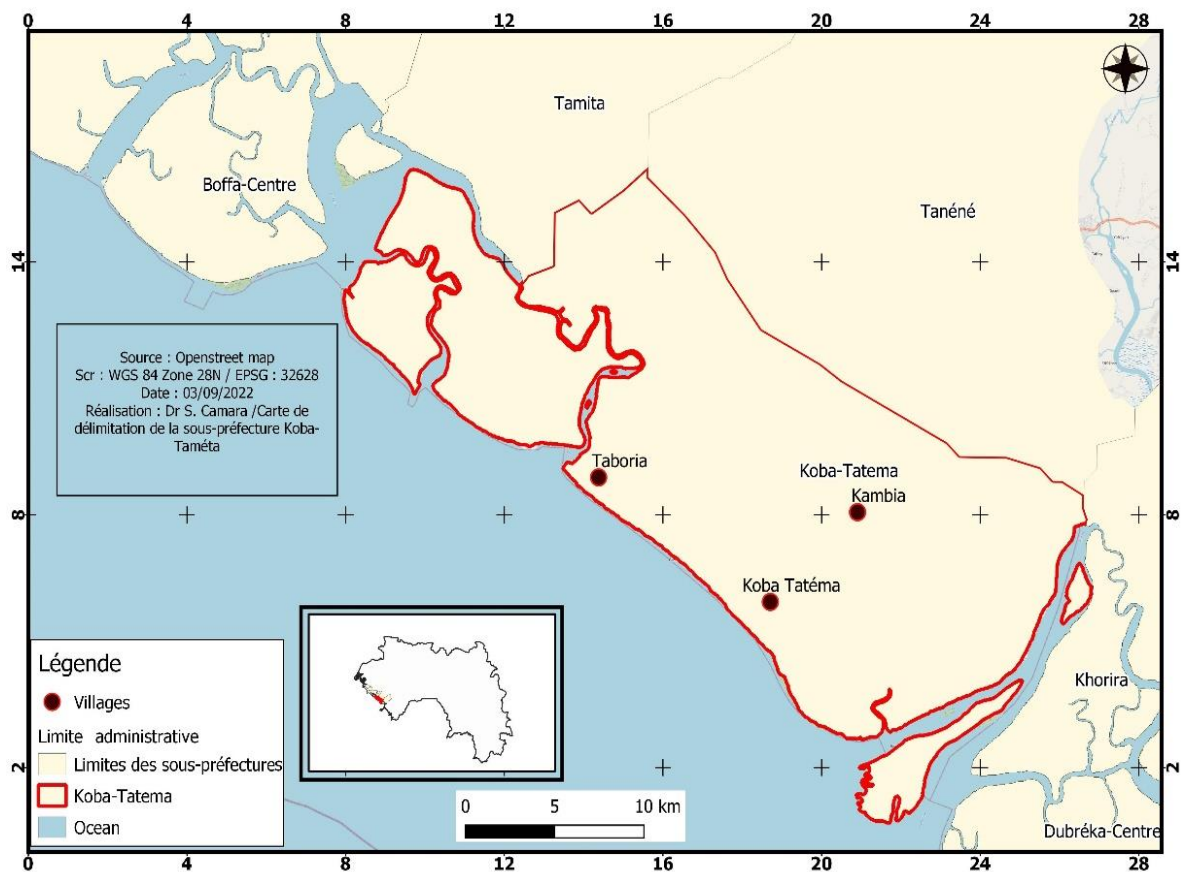 0 4 8 12 16 20 24 28
Tamita
Boffa-Centre
Tanéné
14 14
Source : Openstreet map
Scr : WGS 84 Zone 28N / EPSG : 32628
Date : 03/09/2022
Réalisation : Dr S. Camara /Carte de
délimitation de la sous-préfecture Koba-
Taméta
Taboria
Koba-Tatema
Kambia
8 8
Koba Tatéma
Légende
Villages
Limite administrative
Limites des sous-préfectures
Koba-Tatema
Ocean
Khorira
2 2
0 5 10 km
Dubréka-Centre
0 4 8 12 16 20 24 28